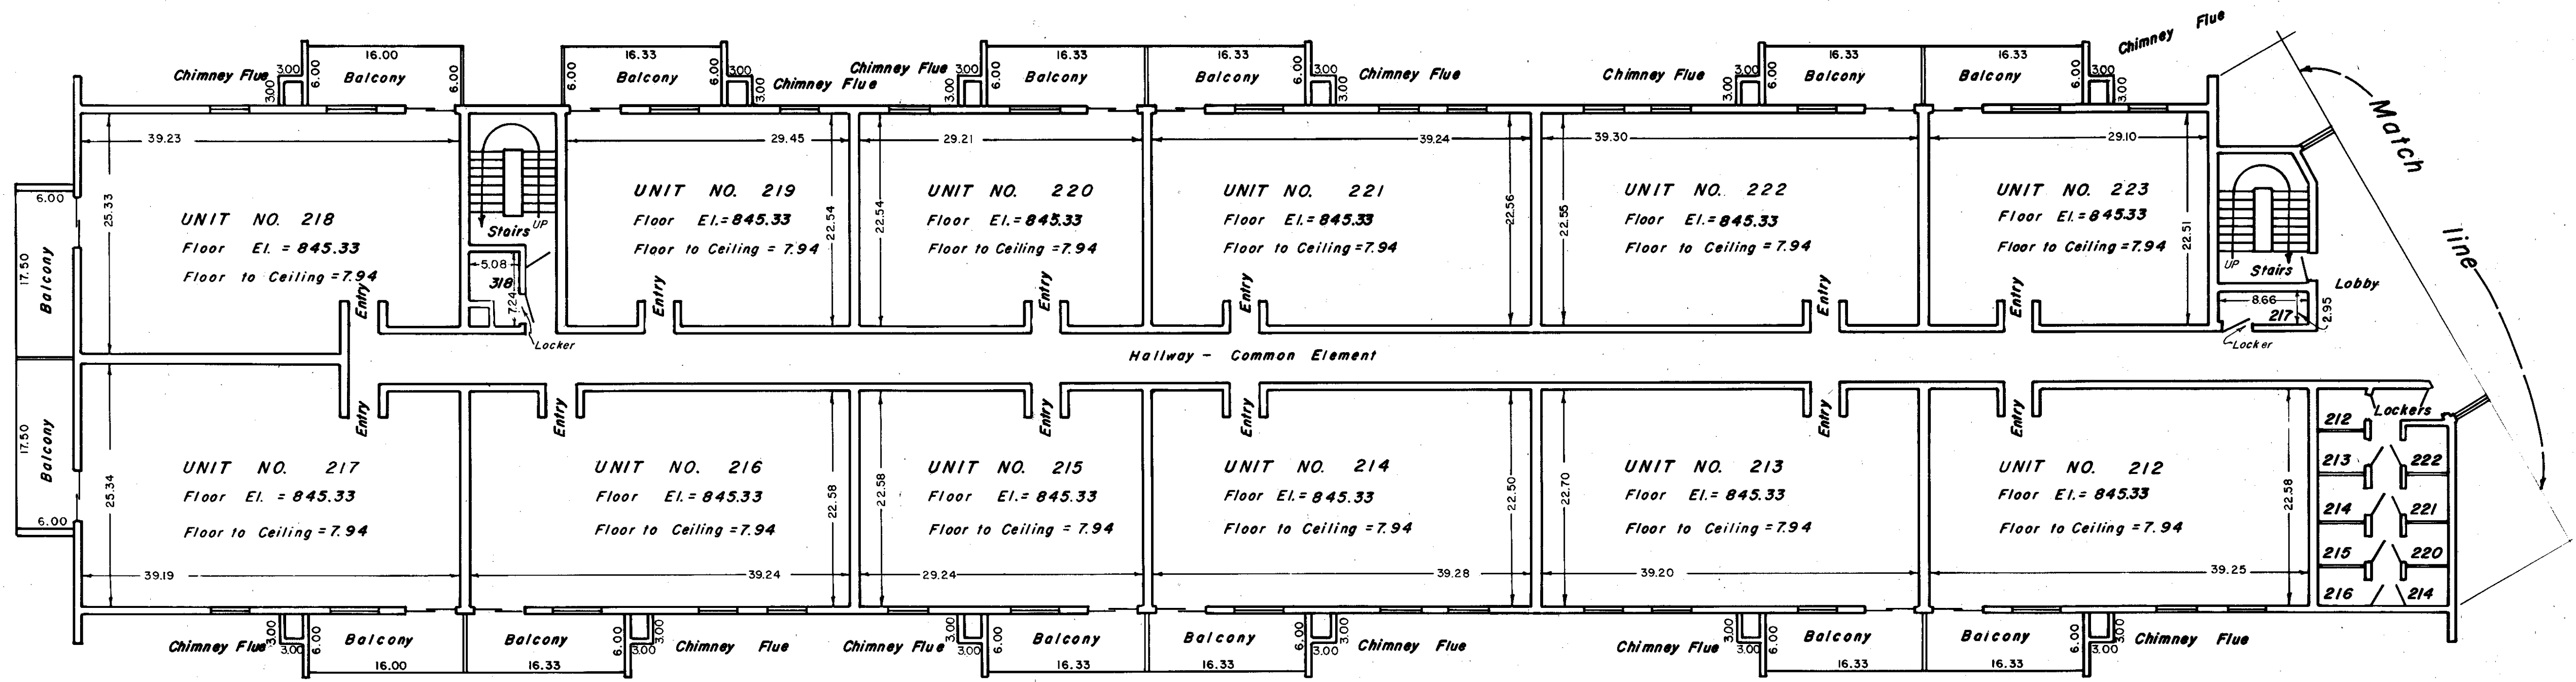 Chimney Flue
3.00
3.00
6.00
16.00
Balcony
6.00
16.33
6.00
Balcony
6.00
3.00
3.00
Chimney Flue
Chimney Flue
3.00
3.00
6.00
16.33
Balcony
16.33
Balcony
6.00
3.00
3.00
Chimney Flue
Chimney Flue
3.00
3.00
6.00
16.33
Balcony
16.33
Balcony
6.00
3.00
3.00
Chimney Flue
Match
line
39.23
25.33
UNIT NO. 218
Floor El. = 845.33
Floor to Ceiling = 7.94
Entry
6.00
17.50
Balcony
UP
Stairs
5.08
318
7.24
Locker
29.45
UNIT NO. 219
Floor El. = 845.33
Floor to Ceiling = 7.94
22.54
Entry
29.21
22.54
UNIT NO. 220
Floor El. = 845.33
Floor to Ceiling = 7.94
Entry
39.24
UNIT NO. 221
Floor El. = 845.33
Floor to Ceiling = 7.94
22.56
Entry
39.30
22.55
UNIT NO. 222
Floor El. = 845.33
Floor to Ceiling = 7.94
Entry
29.10
UNIT NO. 223
Floor El. = 845.33
Floor to Ceiling = 7.94
22.51
Entry
UP
Stairs
Lobby
8.66
217
2.95
Locker
Hallway - Common Element
17.50
Balcony
6.00
25.34
Entry
UNIT NO. 217
Floor El. = 845.33
Floor to Ceiling = 7.94
39.19
Entry
UNIT NO. 216
Floor El. = 845.33
Floor to Ceiling = 7.94
22.58
39.24
22.58
Entry
UNIT NO. 215
Floor El. = 845.33
Floor to Ceiling = 7.94
29.24
Entry
UNIT NO. 214
Floor El. = 845.33
Floor to Ceiling = 7.94
22.50
39.28
22.70
Entry
UNIT NO. 213
Floor El. = 845.33
Floor to Ceiling = 7.94
39.20
Entry
UNIT NO. 212
Floor El. = 845.33
Floor to Ceiling = 7.94
22.58
39.25
Lockers
212
213
222
214
221
215
220
216
214
Chimney Flue
3.00
3.00
6.00
Balcony
16.00
Balcony
16.33
6.00
3.00
3.00
Chimney Flue
Chimney Flue
3.00
3.00
6.00
Balcony
16.33
Balcony
16.33
6.00
3.00
3.00
Chimney Flue
Chimney Flue
3.00
3.00
6.00
Balcony
16.33
Balcony
16.33
6.00
3.00
3.00
Chimney Flue